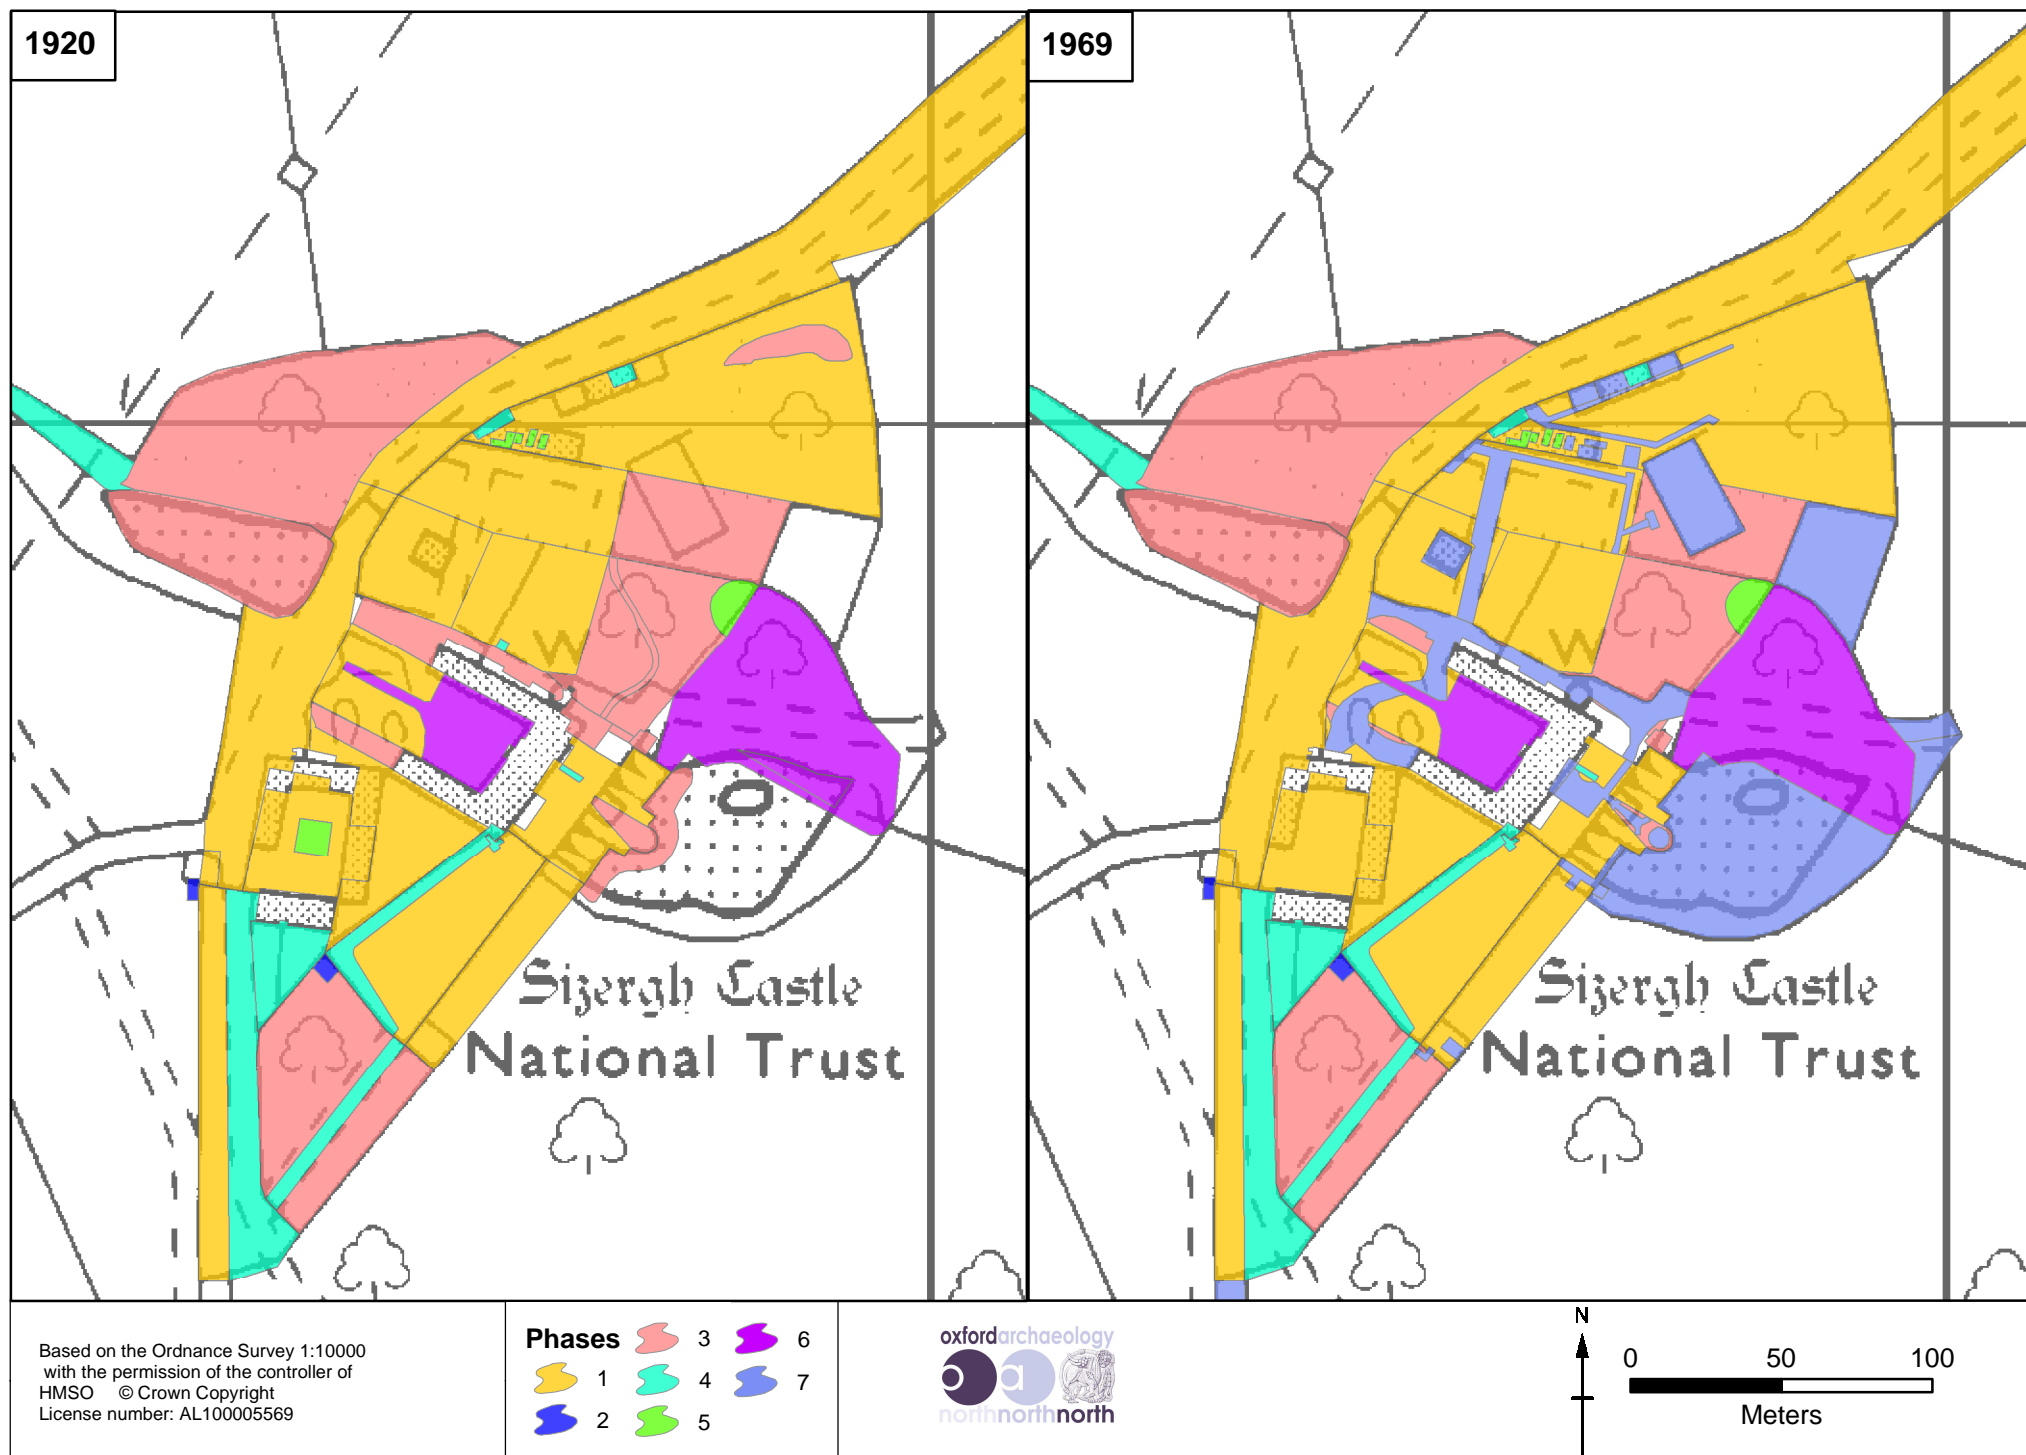 1920
1969
W
W
Sizergh Castle
National Trust
Sizergh Castle
National Trust
Based on the Ordnance Survey 1:10000
with the permission of the controller of
HMSO © Crown Copyright
License number: AL100005569
Phases
1
2
3
4
5
6
7
oxfordarchaeology
a
northnorthnorth
N
0 50 100
Meters